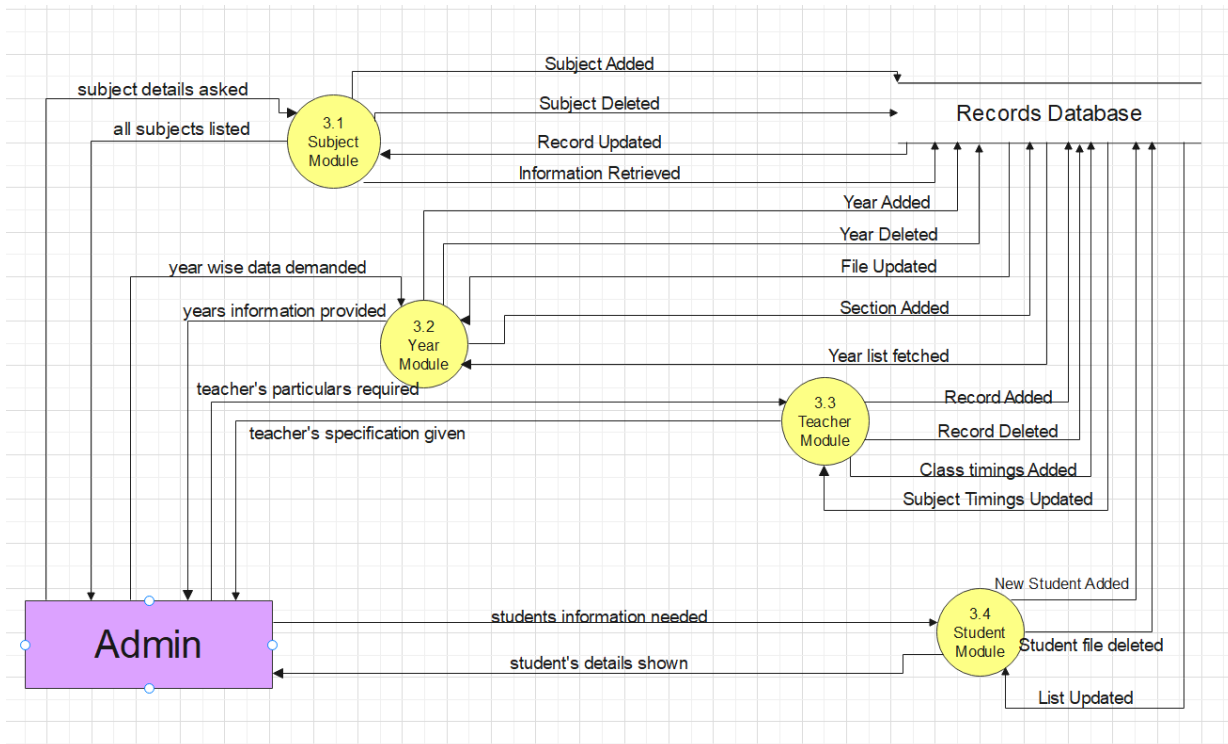 Subject Added
subject details asked
Subject Deleted
Records Database
3.1
Subject
Module
all subjects listed
Record Updated
Information Retrieved
Year Added
Year Deleted
year wise data demanded
File Updated
years information provided
Section Added
3.2
Year
Module
Year list fetched
teacher's particulars required
Record Added
3.3
Teacher
Module
teacher's specification given
Record Deleted
Class timings Added
Subject Timings Updated
New Student Added
students information needed
3.4
Student
Module
Admin
Student file deleted
student's details shown
List Updated